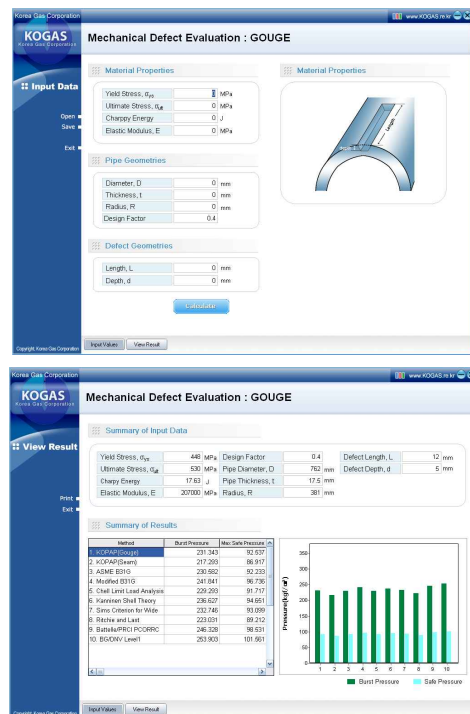 Korea Gas Corporation
www.KOGAS.re.kr
KOGAS
Korea Gas Corporation
Mechanical Defect Evaluation : GOUGE
Input Data
Open
Save
Exit
Material Properties
Yield Stress, σ 0 MPa
Ultimate Stress, σ 0 MPa
Charppy Energy 0 J
Elastic Modulus, E 0 MPa
Pipe Geometries
Diameter, D 0 mm
Thickness, t 0 mm
Radius, R 0 mm
Design Factor 0.4
Defect Geometries
Length, L 0 mm
Depth, d 0 mm
Calculate
Material Properties
Length
depth
Input Values View Result
Copyright Korea Gas Corporation
Korea Gas Corporation
www.KOGAS.re.kr
KOGAS
Korea Gas Corporation
Mechanical Defect Evaluation : GOUGE
View Result
Print
Exit
Summary of Input Data
Yield Stress, σ 448 MPa Design Factor 0.4 Defect Length, L 12 mm
Ultimate Stress, σ 530 MPa Pipe Diameter, D 762 mm Defect Depth, d 5 mm
Charpy Energy 17.63 J Pipe Thickness, t 17.5 mm
Elastic Modulus, E 207000 MPa Radius, R 381 mm
Summary of Results
Method Burst Pressure Max Safe Pressure
1. KOPAP(Gouge) 231.343 92.537
2. KOPAP(Seam) 217.293 86.917
3. ASME B31G 230.582 92.233
4. Modified B31G 241.841 96.736
5. Chell Limit Load Analysis 229.293 91.717
6. Kanninen Shell Theory 236.627 94.651
7. Sims Criterion for Wide 232.746 93.099
8. Ritchie and Last 223.031 89.212
9. Battelle/PRCI PCORRC 246.328 98.531
10. BG/DNV Level1 253.903 101.561
Pressure(kgf/㎠)
350
300
250
200
150
100
50
0
1 2 3 4 5 6 7 8 9 10
Burst Pressure Safe Pressure
Input Values View Result
Copyright Korea Gas Corporation